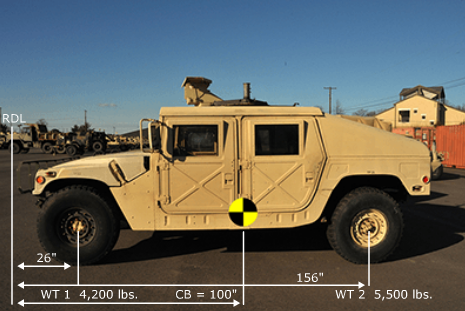 RDL
26"
156"
WT 1 4,200 lbs. CB = 100" WT 2 5,500 lbs.